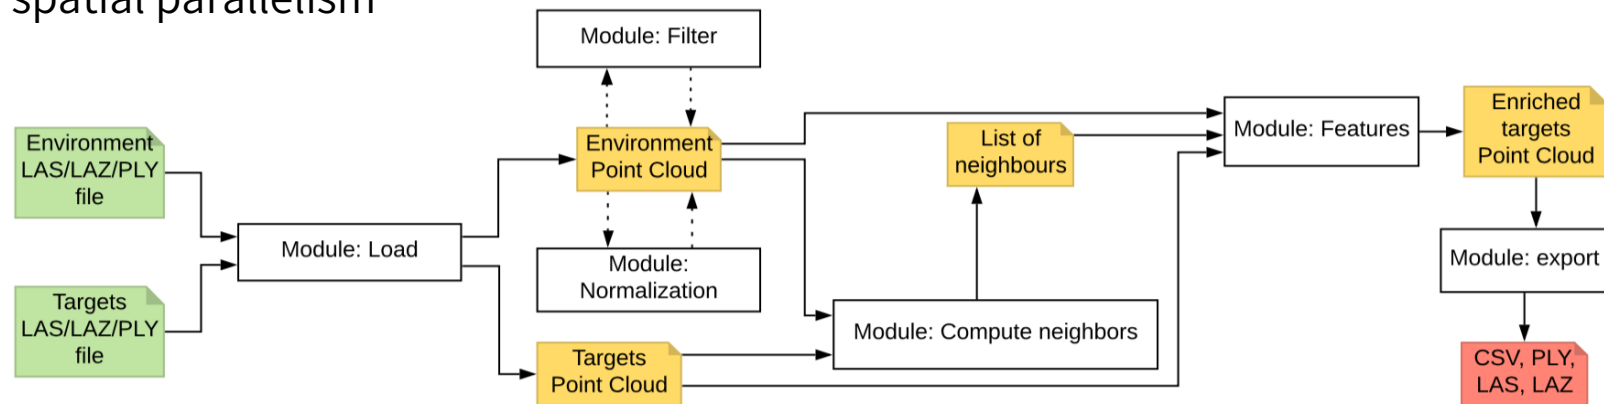 spatial parallelism
Module: Filter
Environment
LAS/LAZ/PLY
file
Environment
Point Cloud
List of
neighbours
Module: Features
Enriched
targets
Point Cloud
Module: Load
Module:
Normalization
Module: export
Targets
LAS/LAZ/PLY
file
Targets
Point Cloud
Module: Compute neighbors
CSV, PLY,
LAS, LAZ